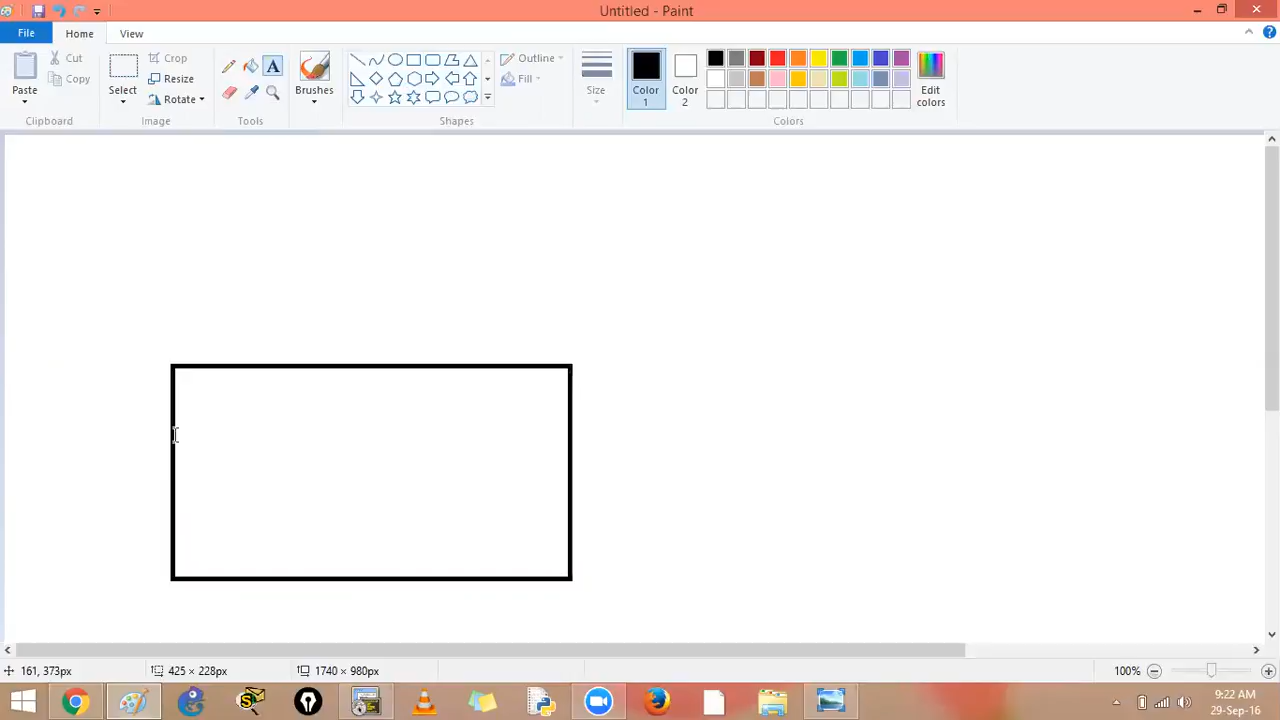 Untitled - Paint
File Home View
Paste
Cut
Copy
Clipboard
Select
Crop
Resize
Rotate
Image
A
Tools
Brushes
Shapes
Outline
Fill
Size
Color 1
Color 2
Edit colors
Colors
161, 373px 425 × 228px 1740 × 980px 100%
9:22 AM
29-Sep-16